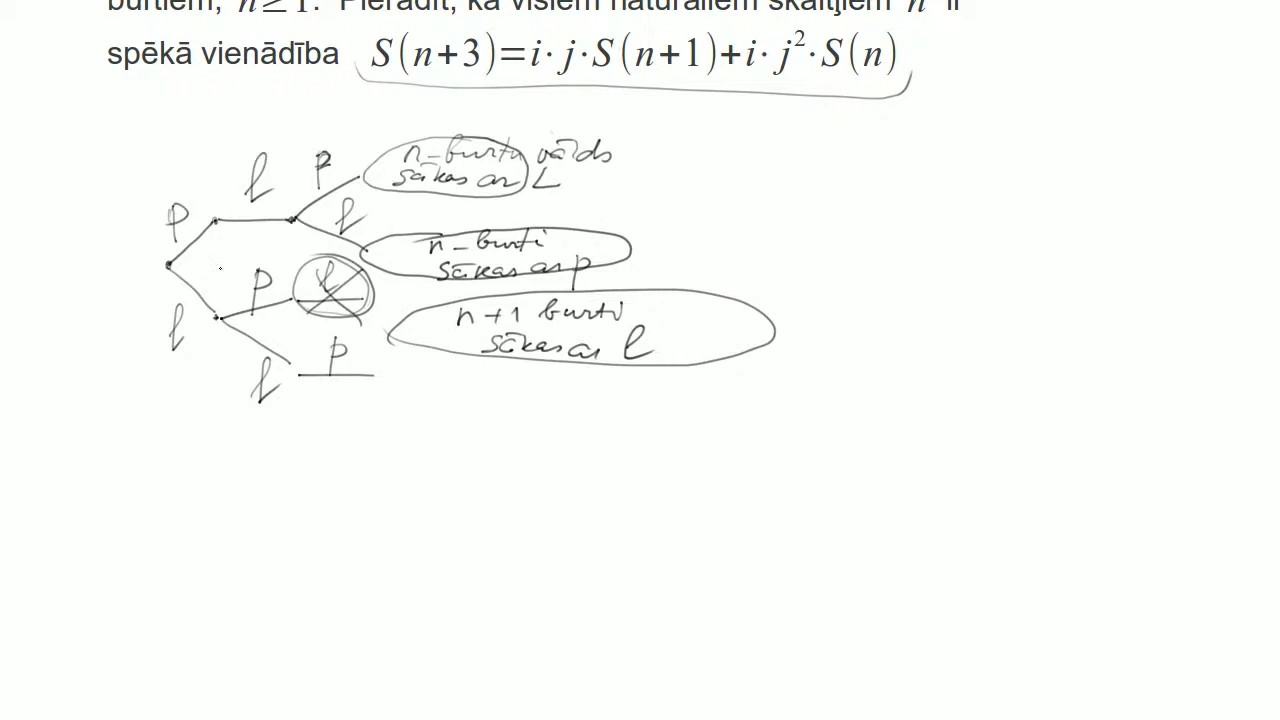 burtiem, n≥1. Pierādīt, ka visiem naturāliem skaitļiem n ir
spēkā vienādība S(n+3)=i·j·S(n+1)+i·j²·S(n)
n-burtu vārds
sākas ar L
p
l
p
l
n-burti
sākas ar p
p
l
l
n+1 burti
sākas ar l
p
l